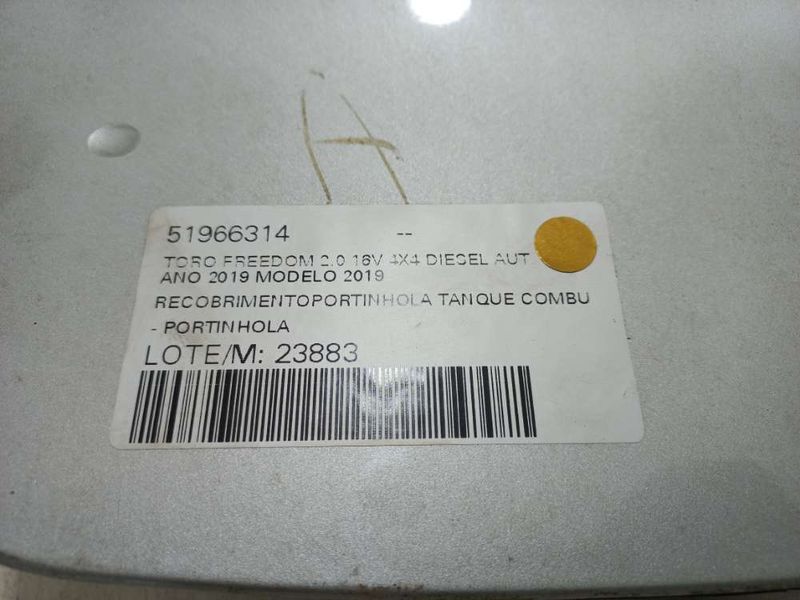 H
51966314 --
TORO FREEDOM 2.0 16V 4X4 DIESEL AUT
ANO 2019 MODELO 2019
RECOBRIMENTOPORTINHOLA TANQUE COMBU
- PORTINHOLA
LOTE/M: 23883